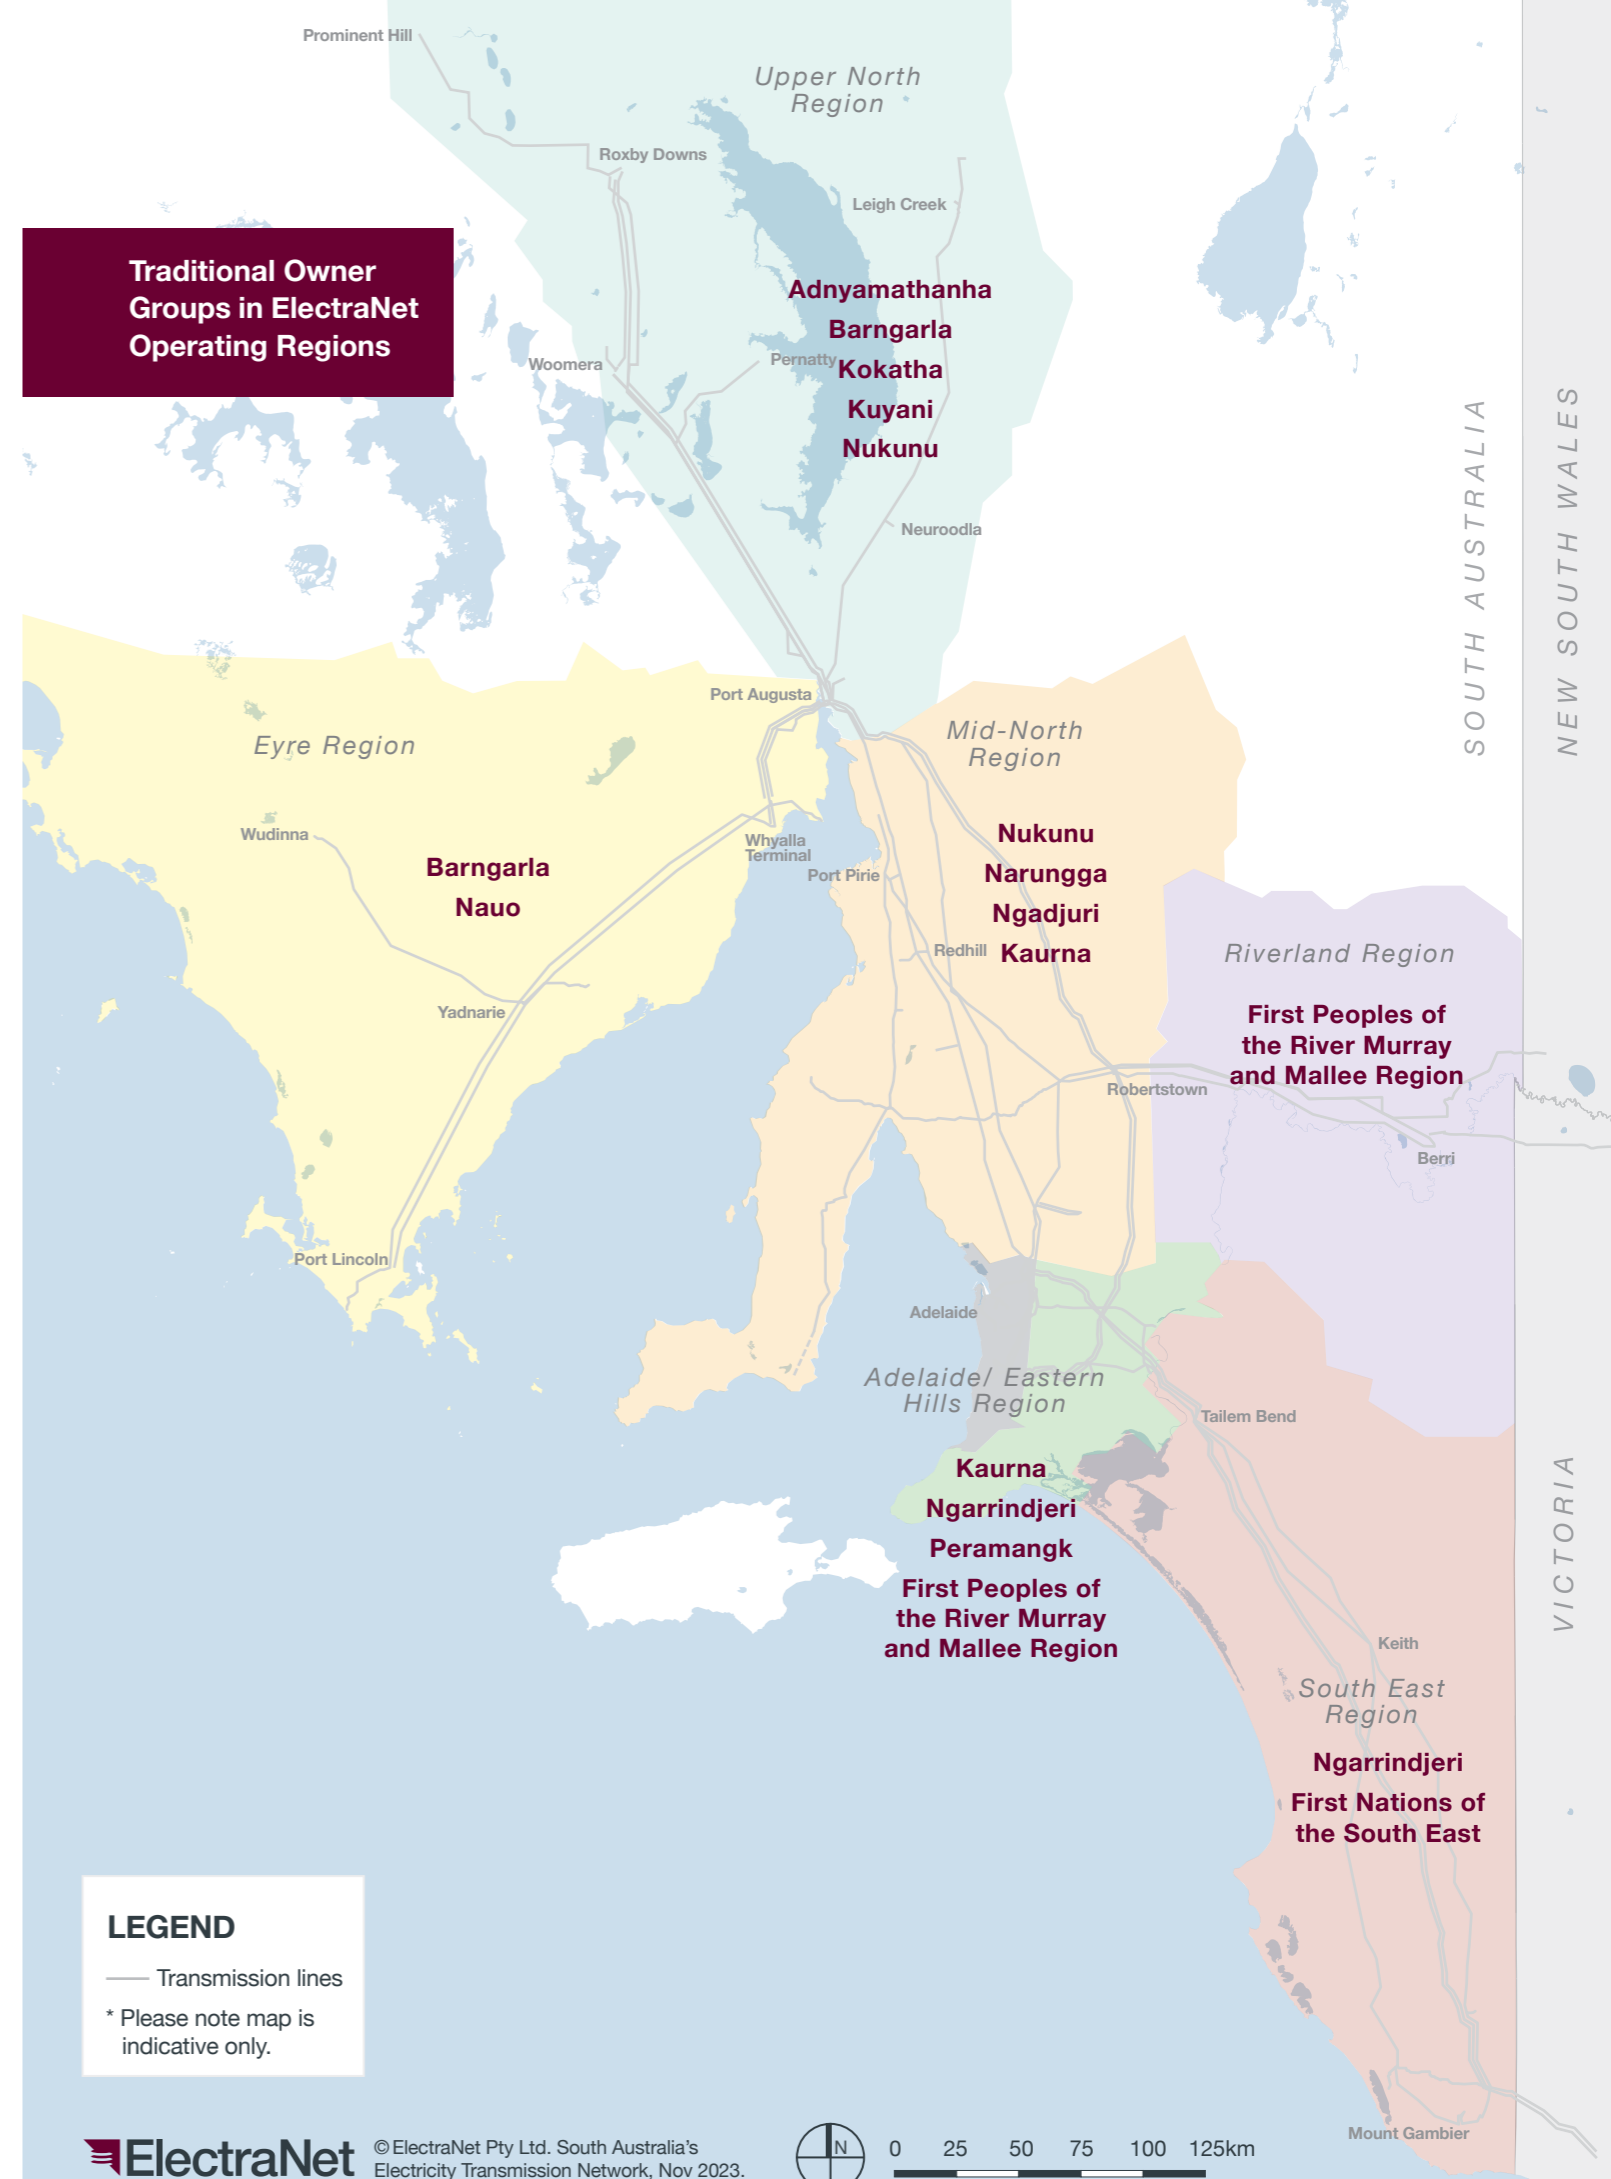 Prominent Hill
Upper North
Region
Roxby Downs
Leigh Creek
Traditional Owner
Groups in ElectraNet
Operating Regions
Adnyamathanha
Barngarla
Kokatha
Kuyani
Nukunu
Woomera
Pernatty
Neuroodla
SOUTH AUSTRALIA
NEW SOUTH WALES
Port Augusta
Eyre Region
Mid-North
Region
Wudinna
Whyalla
Terminal
Port Pirie
Barngarla
Nauo
Nukunu
Narungga
Ngadjuri
Kaurna
Redhill
Riverland Region
First Peoples of
the River Murray
and Mallee Region
Yadnarie
Robertstown
Berri
Port Lincoln
Adelaide
Adelaide/ Eastern
Hills Region
Tailem Bend
Kaurna
Ngarrindjeri
Peramangk
First Peoples of
the River Murray
and Mallee Region
VICTORIA
Keith
South East
Region
Ngarrindjeri
First Nations of
the South East
LEGEND
Transmission lines
* Please note map is
indicative only.
Mount Gambier
ElectraNet
© ElectraNet Pty Ltd. South Australia's
Electricity Transmission Network, Nov 2023.
N
0 25 50 75 100 125km